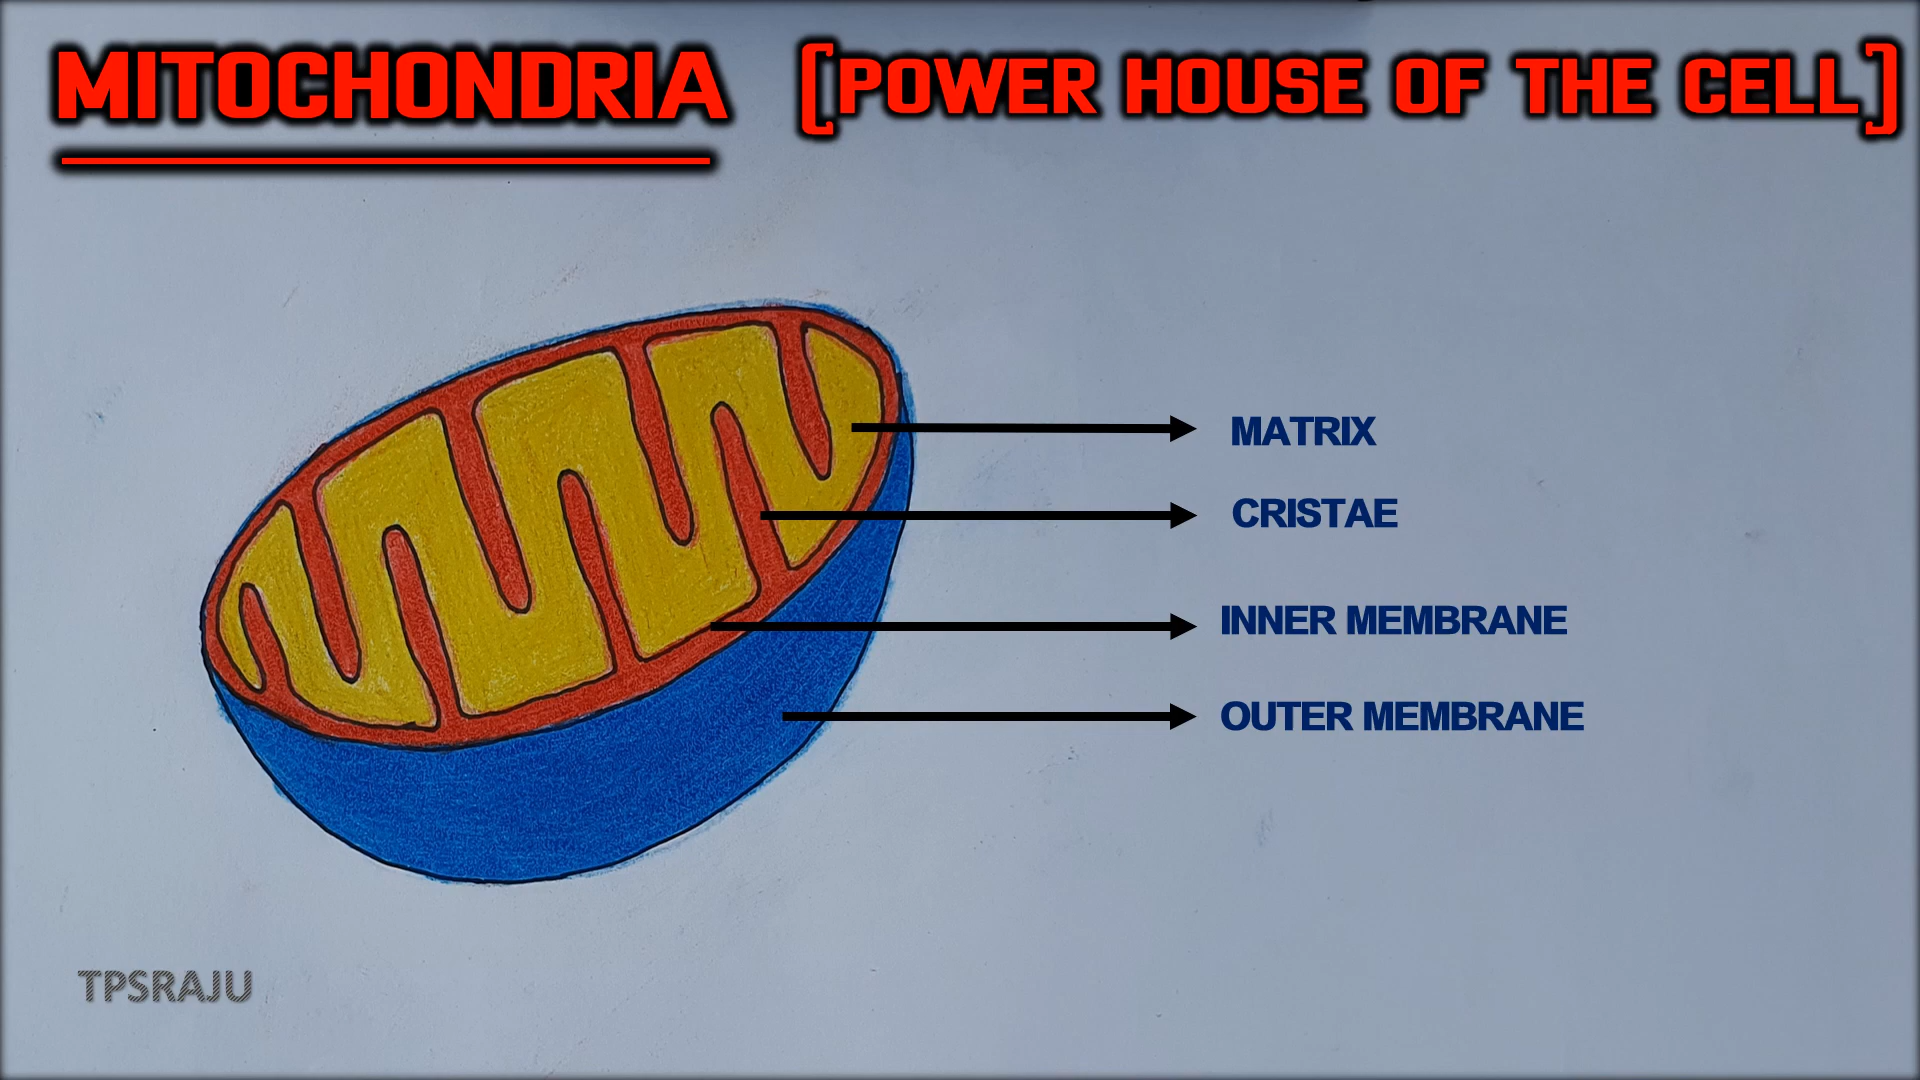 MITOCHONDRIA [POWER HOUSE OF THE CELL]
MATRIX
CRISTAE
INNER MEMBRANE
OUTER MEMBRANE
TPSRAJU